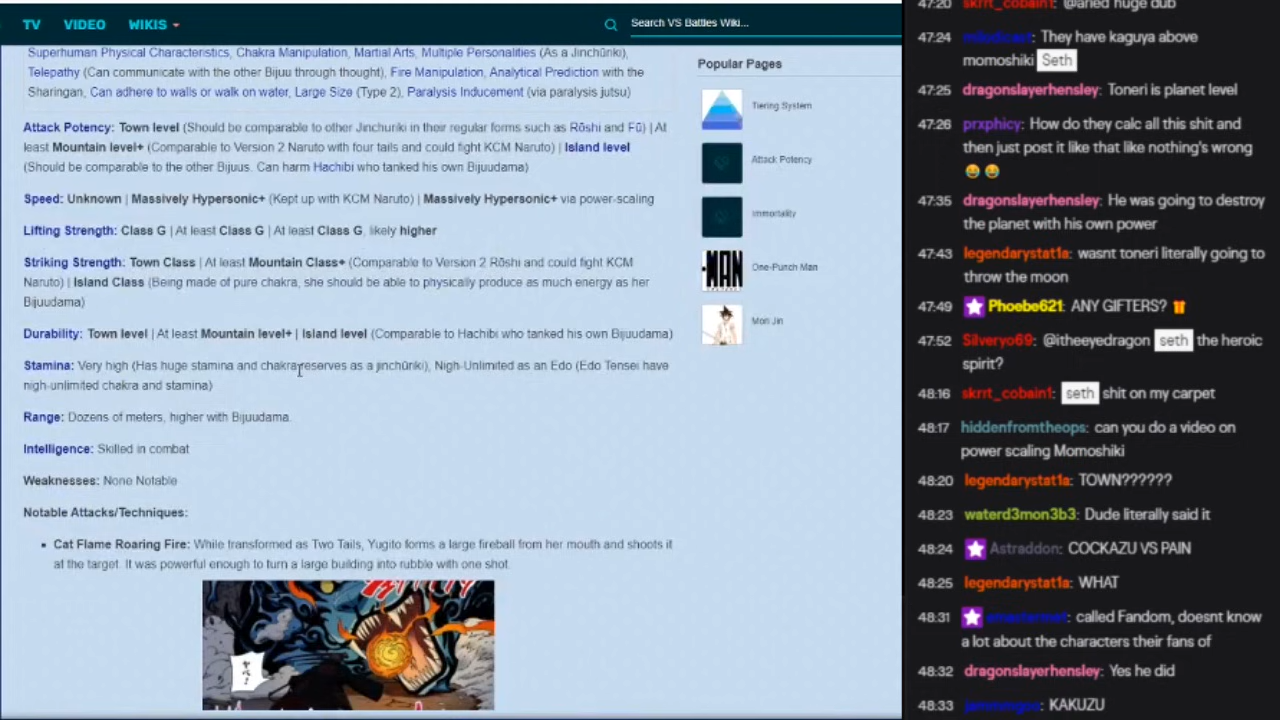 TV VIDEO WIKIS
Search VS Battles Wiki...
Superhuman Physical Characteristics, Chakra Manipulation, Martial Arts, Multiple Personalities (As a Jinchūriki),
Telepathy (Can communicate with the other Bijuu through thought), Fire Manipulation, Analytical Prediction with the
Sharingan, Can adhere to walls or walk on water, Large Size (Type 2), Paralysis Inducement (via paralysis jutsu)
Attack Potency: Town level (Should be comparable to other Jinchuriki in their regular forms such as Rōshi and Fū) | At
least Mountain level+ (Comparable to Version 2 Naruto with four tails and could fight KCM Naruto) | Island level
(Should be comparable to the other Bijuus. Can harm Hachibi who tanked his own Bijuudama)
Speed: Unknown | Massively Hypersonic+ (Kept up with KCM Naruto) | Massively Hypersonic+ via power-scaling
Lifting Strength: Class G | At least Class G | At least Class G, likely higher
Striking Strength: Town Class | At least Mountain Class+ (Comparable to Version 2 Rōshi and could fight KCM
Naruto) | Island Class (Being made of pure chakra, she should be able to physically produce as much energy as her
Bijuudama)
Durability: Town level | At least Mountain level+ | Island level (Comparable to Hachibi who tanked his own Bijuudama)
Stamina: Very high (Has huge stamina and chakra reserves as a jinchūriki), Nigh-Unlimited as an Edo (Edo Tensei have
nigh-unlimited chakra and stamina)
Range: Dozens of meters, higher with Bijuudama.
Intelligence: Skilled in combat
Weaknesses: None Notable
Notable Attacks/Techniques:
Cat Flame Roaring Fire: While transformed as Two Tails, Yugito forms a large fireball from her mouth and shoots it
at the target. It was powerful enough to turn a large building into rubble with one shot.
Popular Pages
Tiering System
Attack Potency
Immortality
MAN
One-Punch Man
Mori Jin
47:20 skrrt_cobain1: @aried huge dub
47:24 They have kaguya above
momoshiki Seth
47:25 dragonslayerhensley: Toneri is planet level
47:26 prxphicy: How do they calc all this shit and
then just post it like that like nothing's wrong
😂 😂
47:35 dragonslayerhensley: He was going to destroy
the planet with his own power
47:43 legendarystat1a: wasnt toneri literally going to
throw the moon
47:49 Phoebe621: ANY GIFTERS? 🎁
47:52 Silveryo69: @itheeyedragon seth the heroic
spirit?
48:16 skrrt_cobain1: seth shit on my carpet
48:17 hiddenfromtheops: can you do a video on
power scaling Momoshiki
48:20 legendarystat1a: TOWN??????
48:23 waterd3mon3b3: Dude literally said it
48:24 Astraddon: COCKAZU VS PAIN
48:25 legendarystat1a: WHAT
48:31 called Fandom, doesnt know
a lot about the characters their fans of
48:32 dragonslayerhensley: Yes he did
48:33 KAKUZU